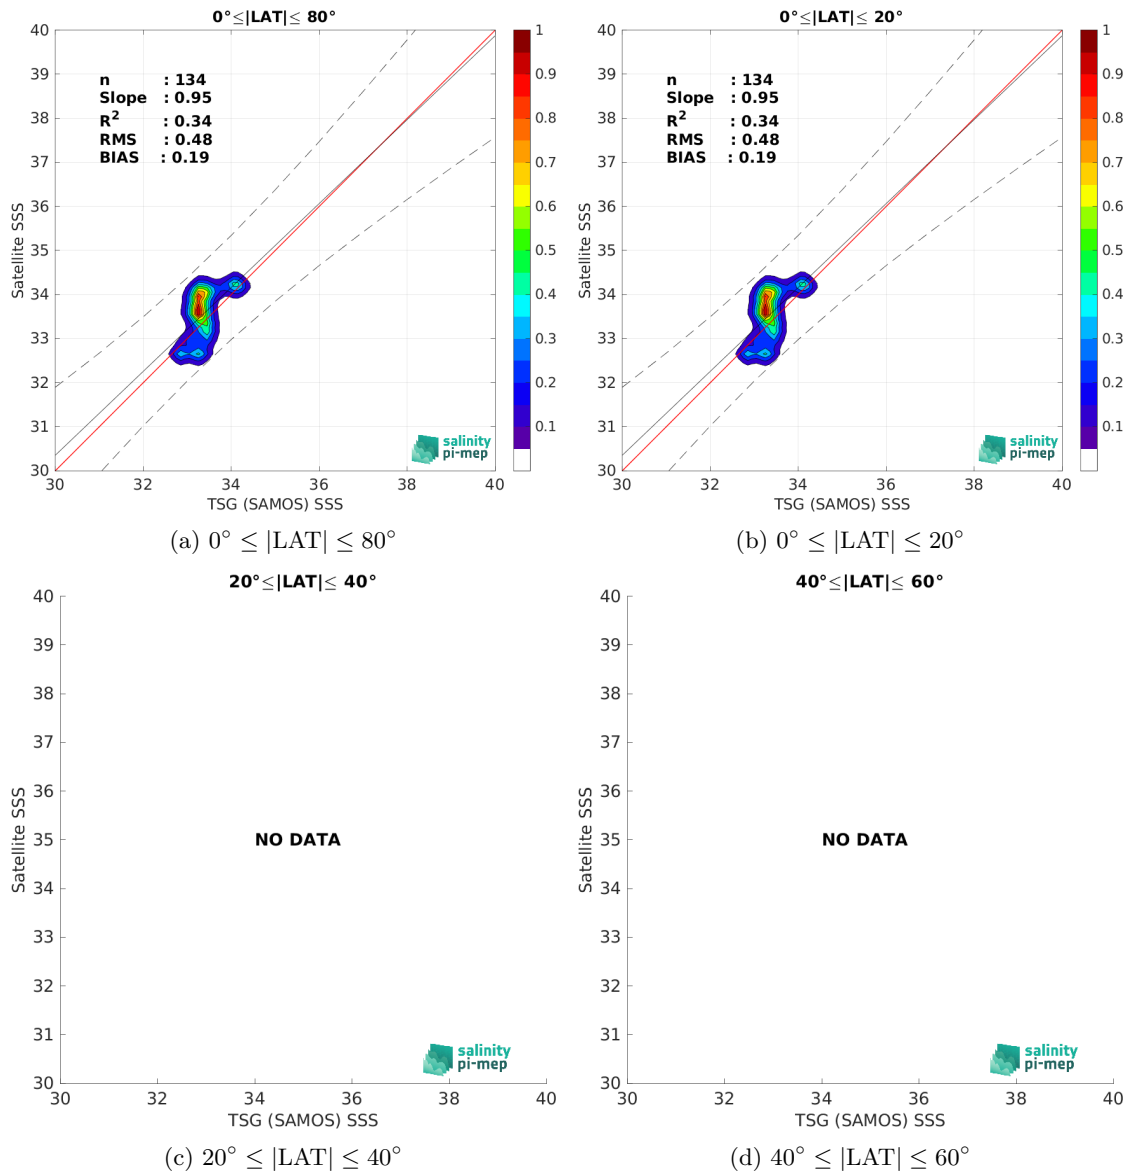 0°≤|LAT|≤ 80°
40
39
38
37
36
35
34
33
32
31
30
Satellite SSS
n : 134
Slope : 0.95
R2 : 0.34
RMS : 0.48
BIAS : 0.19
salinity
pi-mep
30 32 34 36 38 40
TSG (SAMOS) SSS
1
0.9
0.8
0.7
0.6
0.5
0.4
0.3
0.2
0.1
(a) 0° ≤ |LAT| ≤ 80°
0°≤|LAT|≤ 20°
40
39
38
37
36
35
34
33
32
31
30
Satellite SSS
n : 134
Slope : 0.95
R2 : 0.34
RMS : 0.48
BIAS : 0.19
salinity
pi-mep
30 32 34 36 38 40
TSG (SAMOS) SSS
1
0.9
0.8
0.7
0.6
0.5
0.4
0.3
0.2
0.1
(b) 0° ≤ |LAT| ≤ 20°
20°≤|LAT|≤ 40°
40
39
38
37
36
35
34
33
32
31
30
Satellite SSS
NO DATA
salinity
pi-mep
30 32 34 36 38 40
TSG (SAMOS) SSS
(c) 20° ≤ |LAT| ≤ 40°
40°≤|LAT|≤ 60°
40
39
38
37
36
35
34
33
32
31
30
Satellite SSS
NO DATA
salinity
pi-mep
30 32 34 36 38 40
TSG (SAMOS) SSS
(d) 40° ≤ |LAT| ≤ 60°